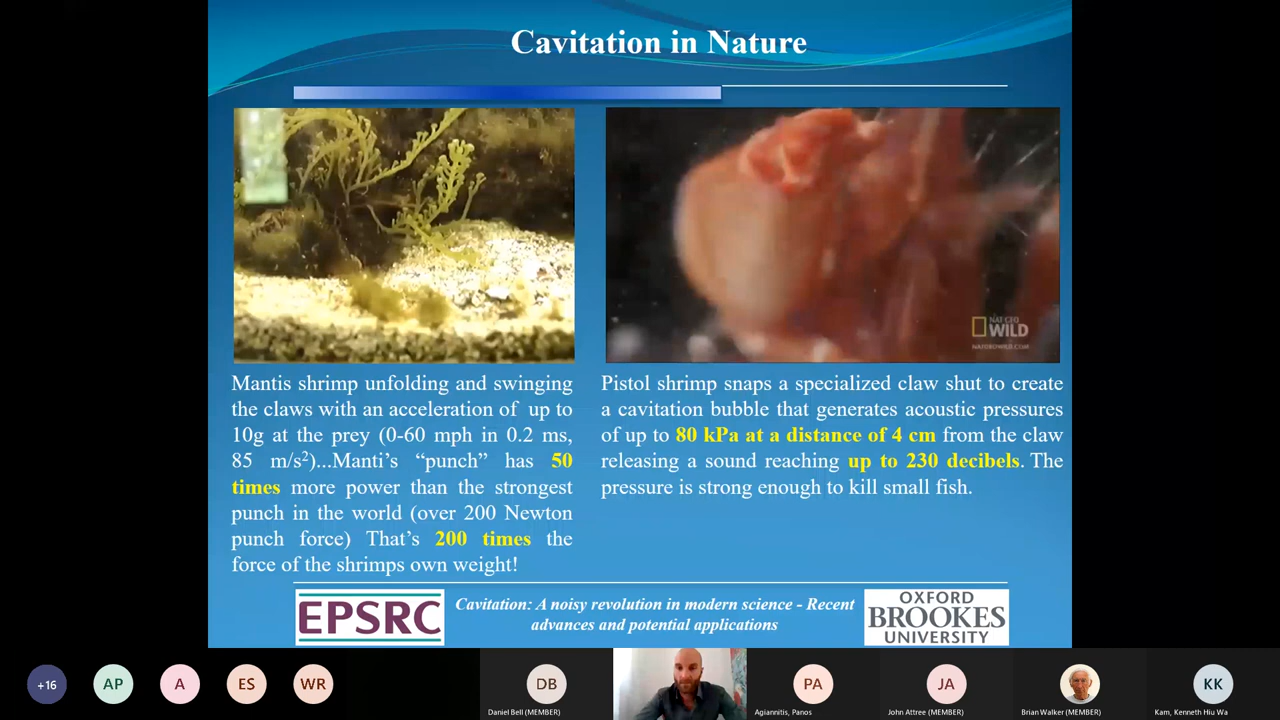 Cavitation in Nature
NAT GEO
WILD
Mantis shrimp unfolding and swinging
the claws with an acceleration of up to
10g at the prey (0-60 mph in 0.2 ms,
85 m/s²)...Manti’s “punch” has 50
times more power than the strongest
punch in the world (over 200 Newton
punch force) That’s 200 times the
force of the shrimps own weight!
Pistol shrimp snaps a specialized claw shut to create
a cavitation bubble that generates acoustic pressures
of up to 80 kPa at a distance of 4 cm from the claw
releasing a sound reaching up to 230 decibels. The
pressure is strong enough to kill small fish.
EPSRC
Cavitation: A noisy revolution in modern science - Recent
advances and potential applications
OXFORD
BROOKES
UNIVERSITY
+16
AP
A
ES
WR
DB
Daniel Bell (MEMBER)
PA
Agiannitis, Panos
JA
John Attree (MEMBER)
Brian Walker (MEMBER)
KK
Kam, Kenneth Hiu Wa